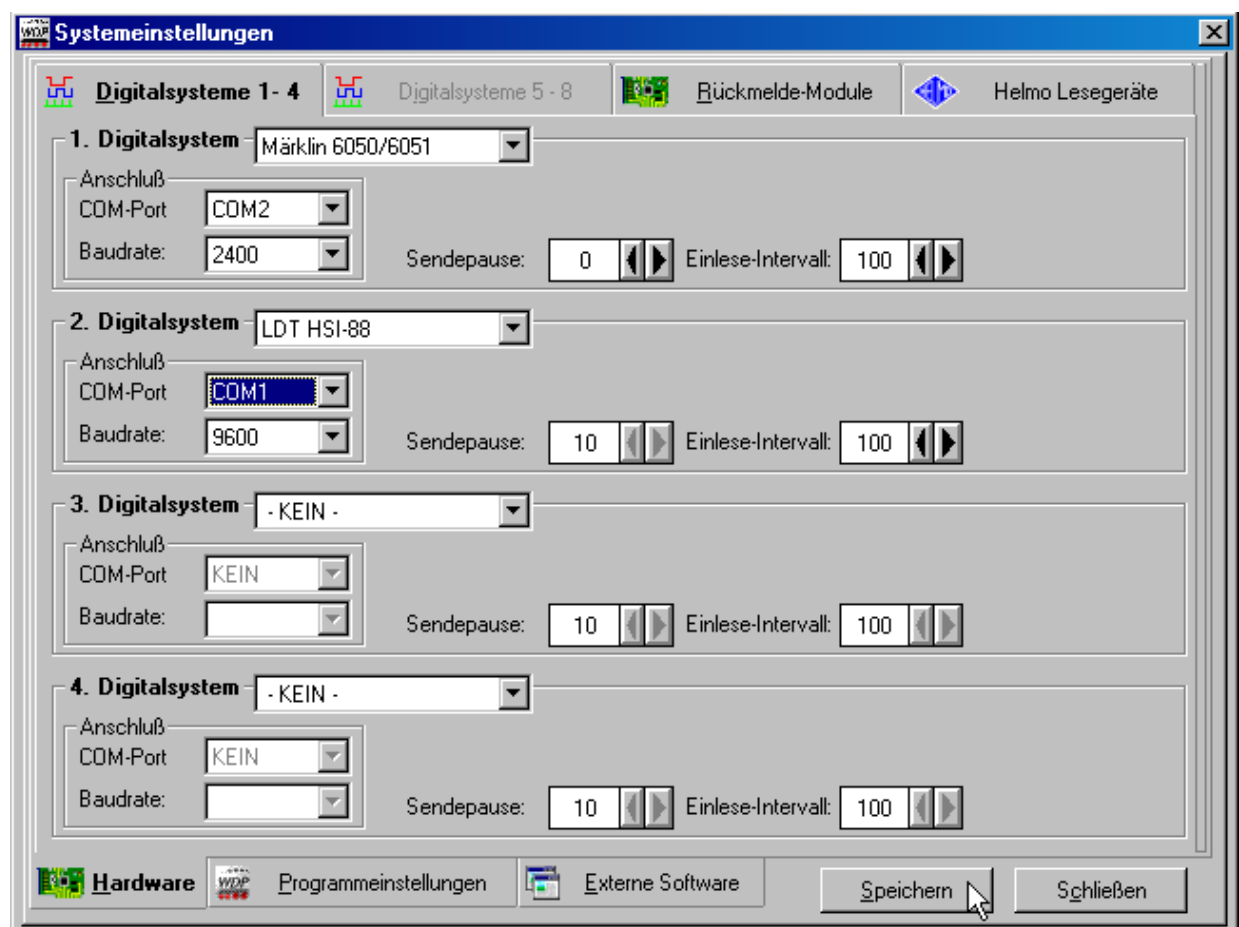 WDP Systemeinstellungen
Digitalsysteme 1- 4 Digitalsysteme 5 - 8 Rückmelde-Module Helmo Lesegeräte
1. Digitalsystem Märklin 6050/6051
Anschluß
COM-Port COM2
Baudrate: 2400 Sendepause: 0 Einlese-Intervall: 100
2. Digitalsystem LDT HSI-88
Anschluß
COM-Port COM1
Baudrate: 9600 Sendepause: 10 Einlese-Intervall: 100
3. Digitalsystem - KEIN -
Anschluß
COM-Port KEIN
Baudrate: Sendepause: 10 Einlese-Intervall: 100
4. Digitalsystem - KEIN -
Anschluß
COM-Port KEIN
Baudrate: Sendepause: 10 Einlese-Intervall: 100
Hardware WDP Programmeinstellungen Externe Software Speichern Schließen